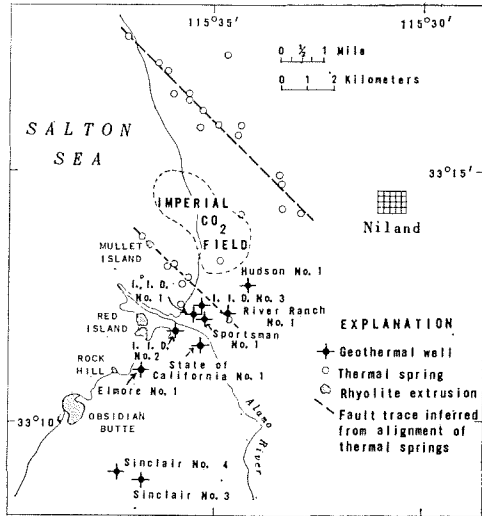 115°35'
115°30'
0 ½ 1 Mile
0 1 2 Kilometers
SALTON
SEA
33°15'
IMPERIAL
CO2
FIELD
Niland
MULLET
ISLAND
Hudson No. 1
I. I. D.
No. 1
I. I. D. No. 3
River Ranch
No. 1
RED
ISLAND
Sportsman
No. 1
I. I. D.
No. 2
State of
California No. 1
ROCK
HILL
Elmore No. 1
33°10'
OBSIDIAN
BUTTE
Alamo
River
Sinclair No. 4
Sinclair No. 3
EXPLANATION
Geothermal well
Thermal spring
Rhyolite extrusion
Fault trace inferred
from alignment of
thermal springs